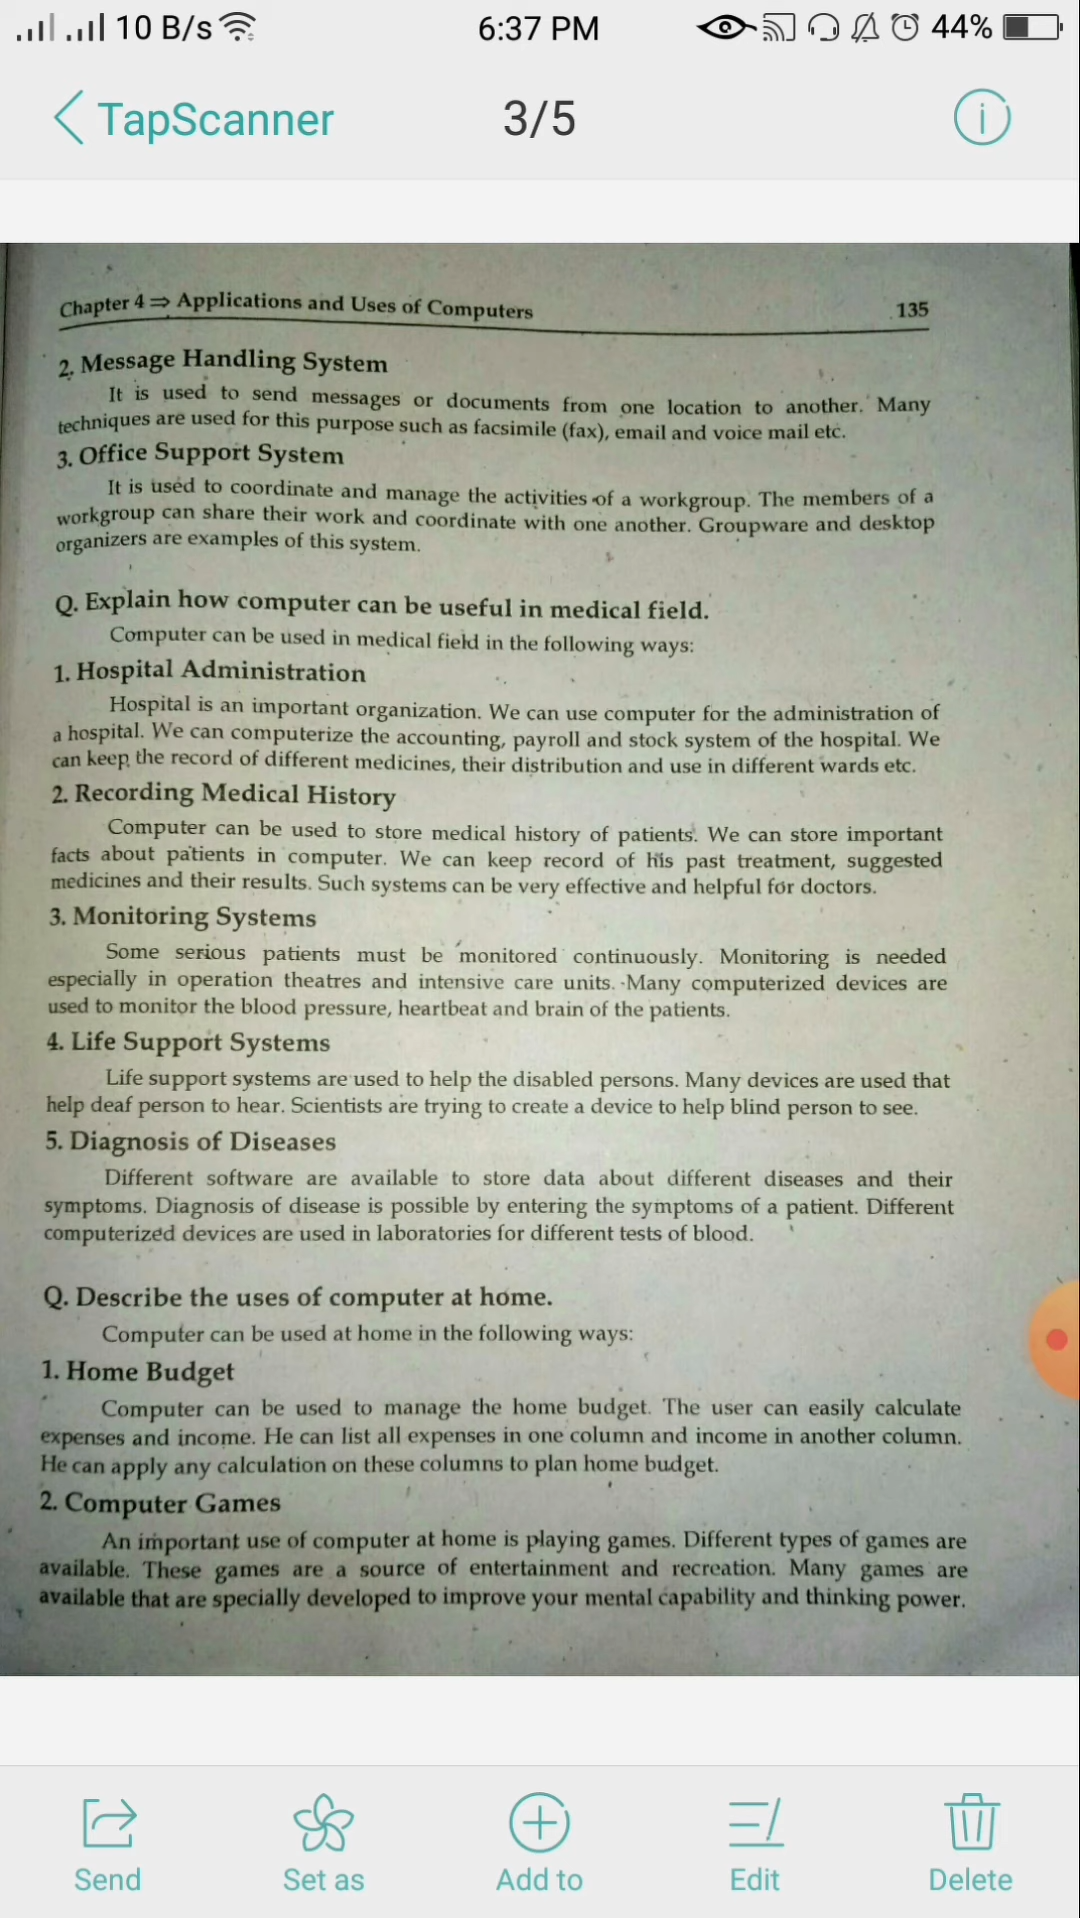 10 B/s 6:37 PM 44%
TapScanner 3/5 i
Chapter 4 ⇒ Applications and Uses of Computers 135
2. Message Handling System
It is used to send messages or documents from one location to another. Many
techniques are used for this purpose such as facsimile (fax), email and voice mail etc.
3. Office Support System
It is used to coordinate and manage the activities of a workgroup. The members of a
workgroup can share their work and coordinate with one another. Groupware and desktop
organizers are examples of this system.
Q. Explain how computer can be useful in medical field.
Computer can be used in medical field in the following ways:
1. Hospital Administration
Hospital is an important organization. We can use computer for the administration of
a hospital. We can computerize the accounting, payroll and stock system of the hospital. We
can keep the record of different medicines, their distribution and use in different wards etc.
2. Recording Medical History
Computer can be used to store medical history of patients. We can store important
facts about patients in computer. We can keep record of his past treatment, suggested
medicines and their results. Such systems can be very effective and helpful for doctors.
3. Monitoring Systems
Some serious patients must be monitored continuously. Monitoring is needed
especially in operation theatres and intensive care units. Many computerized devices are
used to monitor the blood pressure, heartbeat and brain of the patients.
4. Life Support Systems
Life support systems are used to help the disabled persons. Many devices are used that
help deaf person to hear. Scientists are trying to create a device to help blind person to see.
5. Diagnosis of Diseases
Different software are available to store data about different diseases and their
symptoms. Diagnosis of disease is possible by entering the symptoms of a patient. Different
computerized devices are used in laboratories for different tests of blood.
Q. Describe the uses of computer at home.
Computer can be used at home in the following ways:
1. Home Budget
Computer can be used to manage the home budget. The user can easily calculate
expenses and income. He can list all expenses in one column and income in another column.
He can apply any calculation on these columns to plan home budget.
2. Computer Games
An important use of computer at home is playing games. Different types of games are
available. These games are a source of entertainment and recreation. Many games are
available that are specially developed to improve your mental capability and thinking power.
Send Set as Add to Edit Delete